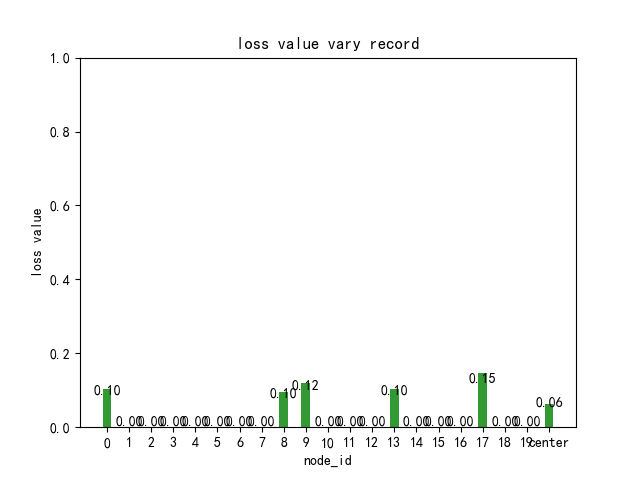 loss value vary record
1.0
0.8
0.6
0.4
0.2
0.0
loss value
0.10 0.00 0.00 0.00 0.00 0.00 0.00 0.00 0.10 0.12 0.00 0.00 0.00 0.10 0.00 0.00 0.00 0.15 0.00 0.00 0.06
0 1 2 3 4 5 6 7 8 9 10 11 12 13 14 15 16 17 18 19 center
node_id